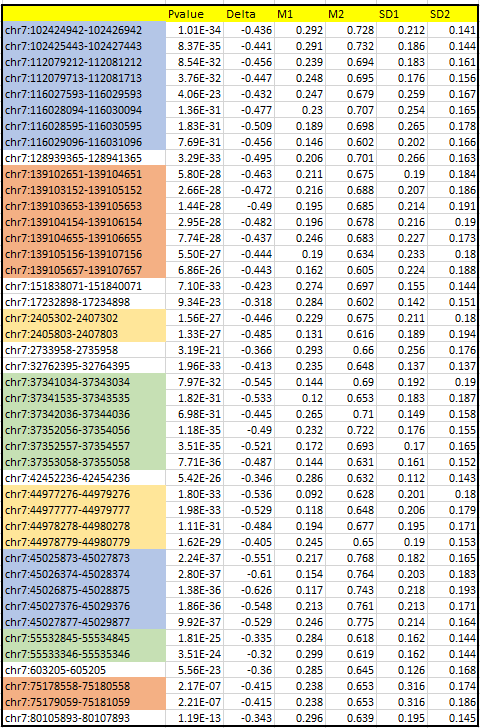 Pvalue Delta M1 M2 SD1 SD2
chr7:102424942-102426942 1.01E-34 -0.436 0.292 0.728 0.212 0.141
chr7:102425443-102427443 8.37E-35 -0.441 0.291 0.732 0.186 0.144
chr7:112079212-112081212 8.54E-32 -0.456 0.239 0.694 0.183 0.161
chr7:112079713-112081713 3.76E-32 -0.447 0.248 0.695 0.176 0.156
chr7:116027593-116029593 4.06E-23 -0.432 0.247 0.679 0.259 0.167
chr7:116028094-116030094 1.36E-31 -0.477 0.23 0.707 0.254 0.165
chr7:116028595-116030595 1.83E-31 -0.509 0.189 0.698 0.265 0.178
chr7:116029096-116031096 7.69E-31 -0.456 0.146 0.602 0.202 0.166
chr7:128939365-128941365 3.29E-33 -0.495 0.206 0.701 0.266 0.163
chr7:139102651-139104651 5.80E-28 -0.463 0.211 0.675 0.19 0.184
chr7:139103152-139105152 2.66E-28 -0.472 0.216 0.688 0.207 0.186
chr7:139103653-139105653 1.44E-28 -0.49 0.195 0.685 0.214 0.191
chr7:139104154-139106154 2.95E-28 -0.482 0.196 0.678 0.216 0.19
chr7:139104655-139106655 7.74E-28 -0.437 0.246 0.683 0.227 0.173
chr7:139105156-139107156 5.50E-27 -0.444 0.19 0.634 0.233 0.18
chr7:139105657-139107657 6.86E-26 -0.443 0.162 0.605 0.224 0.188
chr7:151838071-151840071 7.10E-33 -0.423 0.274 0.697 0.155 0.144
chr7:17232898-17234898 9.34E-23 -0.318 0.284 0.602 0.142 0.151
chr7:2405302-2407302 1.56E-27 -0.446 0.229 0.675 0.211 0.18
chr7:2405803-2407803 1.33E-27 -0.485 0.131 0.616 0.189 0.194
chr7:2733958-2735958 3.19E-21 -0.366 0.293 0.66 0.256 0.176
chr7:32762395-32764395 1.96E-33 -0.413 0.235 0.648 0.137 0.137
chr7:37341034-37343034 7.97E-32 -0.545 0.144 0.69 0.192 0.19
chr7:37341535-37343535 1.82E-31 -0.533 0.12 0.653 0.183 0.187
chr7:37342036-37344036 6.98E-31 -0.445 0.265 0.71 0.149 0.158
chr7:37352056-37354056 1.18E-35 -0.49 0.232 0.722 0.176 0.155
chr7:37352557-37354557 3.51E-35 -0.521 0.172 0.693 0.17 0.165
chr7:37353058-37355058 7.71E-36 -0.487 0.144 0.631 0.161 0.152
chr7:42452236-42454236 5.42E-26 -0.346 0.286 0.632 0.112 0.143
chr7:44977276-44979276 1.80E-33 -0.536 0.092 0.628 0.201 0.18
chr7:44977777-44979777 1.98E-33 -0.529 0.118 0.648 0.206 0.179
chr7:44978278-44980278 1.11E-31 -0.484 0.194 0.677 0.195 0.171
chr7:44978779-44980779 1.62E-29 -0.405 0.245 0.65 0.19 0.153
chr7:45025873-45027873 2.24E-37 -0.551 0.217 0.768 0.182 0.165
chr7:45026374-45028374 2.80E-37 -0.61 0.154 0.764 0.203 0.183
chr7:45026875-45028875 1.38E-36 -0.626 0.117 0.743 0.218 0.193
chr7:45027376-45029376 1.86E-36 -0.548 0.213 0.761 0.213 0.171
chr7:45027877-45029877 9.92E-37 -0.529 0.246 0.775 0.214 0.164
chr7:55532845-55534845 1.81E-25 -0.335 0.284 0.618 0.162 0.144
chr7:55533346-55535346 3.51E-24 -0.32 0.299 0.619 0.162 0.144
chr7:603205-605205 5.56E-23 -0.36 0.285 0.645 0.126 0.168
chr7:75178558-75180558 2.17E-07 -0.415 0.238 0.653 0.316 0.174
chr7:75179059-75181059 2.21E-07 -0.415 0.238 0.653 0.316 0.186
chr7:80105893-80107893 1.19E-13 -0.343 0.296 0.639 0.195 0.145